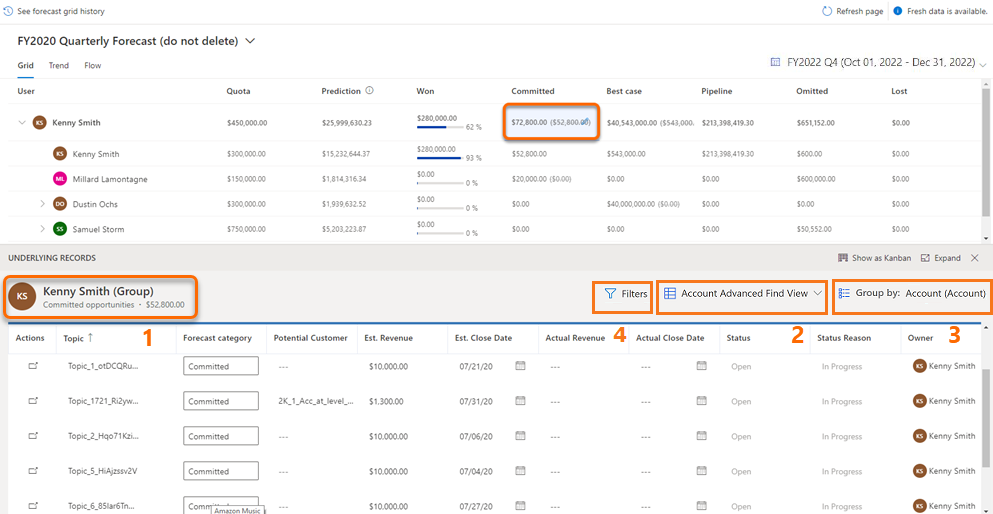 See forecast grid history
Refresh page
Fresh data is available.
FY2020 Quarterly Forecast (do not delete)
Grid Trend Flow
FY2022 Q4 (Oct 01, 2022 - Dec 31, 2022)
User Quota Prediction Won Committed Best case Pipeline Omitted Lost
KS Kenny Smith $450,000.00 $25,999,630.23 $280,000.00 62 % $72,800.00 ($52,800.00) $40,543,000.00 ($543,000. $213,398,419.30 $651,152.00 $0.00
KS Kenny Smith $300,000.00 $15,232,644.37 $280,000.00 93 % $52,800.00 $543,000.00 $213,398,419.30 $600.00 $0.00
ML Millard Lamontagne $150,000.00 $1,814,316.34 $0.00 0 % $20,000.00 ($0.00) $0.00 $0.00 $600,000.00 $0.00
DO Dustin Ochs $300,000.00 $1,939,632.52 $0.00 0 % $0.00 $40,000,000.00 ($0.00) $0.00 $0.00 $0.00
SS Samuel Storm $750,000.00 $5,203,223.87 $0.00 0 % $0.00 $0.00 $0.00 $50,552.00 $0.00
UNDERLYING RECORDS
Show as Kanban
Expand
KS Kenny Smith (Group)
Committed opportunities • $52,800.00
Filters
Account Advanced Find View
Group by: Account (Account)
1 4 2 3
Actions Topic ↑ Forecast category Potential Customer Est. Revenue Est. Close Date Actual Revenue Actual Close Date Status Status Reason Owner
Topic_1_otDCQRu... Committed --- $10,000.00 07/21/20 --- --- Open In Progress KS Kenny Smith
Topic_1721_Ri2yw... Committed 2K_1_Acc_at_level_... $1,300.00 07/31/20 --- --- Open In Progress KS Kenny Smith
Topic_2_Hqo71Kzi... Committed --- $10,000.00 07/06/20 --- --- Open In Progress KS Kenny Smith
Topic_5_HiAjzssv2V Committed --- $10,000.00 07/04/20 --- --- Open In Progress KS Kenny Smith
Topic_6_85Iar6Tn... --- $10,000.00 07/27/20 --- --- Open In Progress KS Kenny Smith
Amazon Music